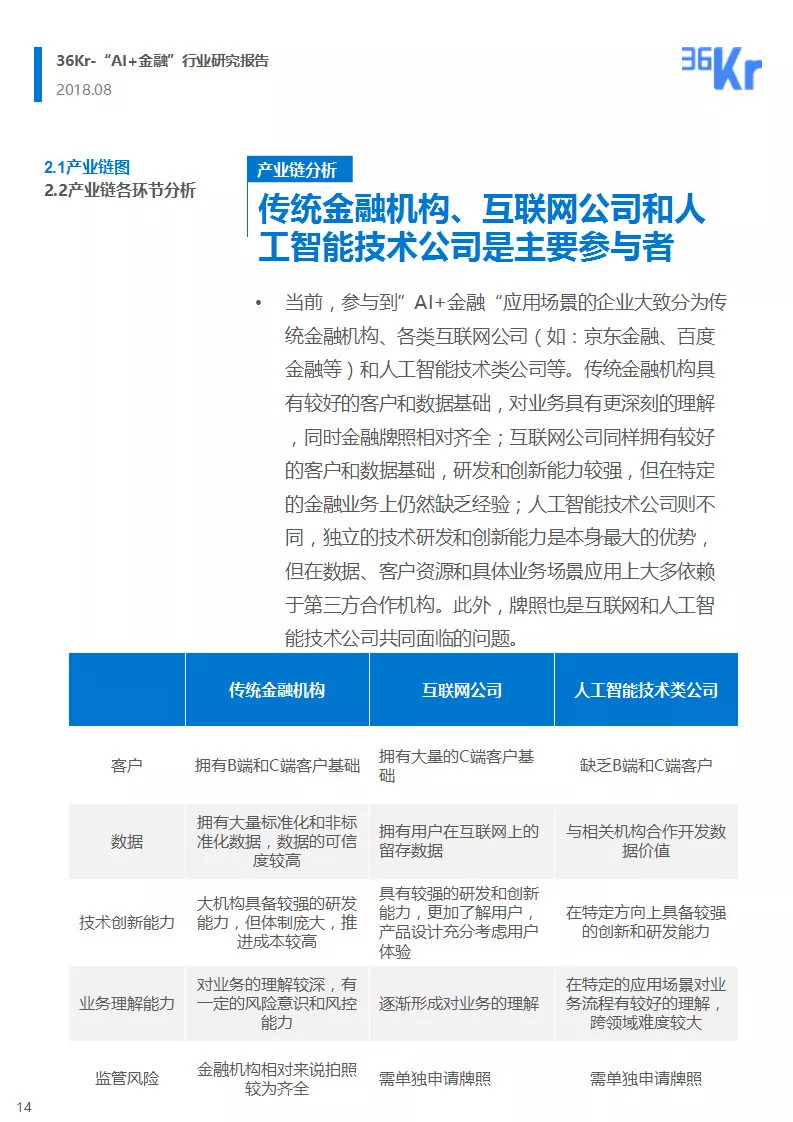 36Kr-“AI+金融”行业研究报告
2018.08
36Kr
2.1产业链图
2.2产业链各环节分析
产业链分析
传统金融机构、互联网公司和人
工智能技术公司是主要参与者
• 当前，参与到”AI+金融“应用场景的企业大致分为传
统金融机构、各类互联网公司（如：京东金融、百度
金融等）和人工智能技术类公司等。传统金融机构具
有较好的客户和数据基础，对业务具有更深刻的理解
，同时金融牌照相对齐全；互联网公司同样拥有较好
的客户和数据基础，研发和创新能力较强，但在特定
的金融业务上仍然缺乏经验；人工智能技术公司则不
同，独立的技术研发和创新能力是本身最大的优势，
但在数据、客户资源和具体业务场景应用上大多依赖
于第三方合作机构。此外，牌照也是互联网和人工智
能技术公司共同面临的问题。
传统金融机构 互联网公司 人工智能技术类公司
客户
拥有B端和C端客户基础
拥有大量的C端客户基
础
缺乏B端和C端客户
数据
拥有大量标准化和非标
准化数据，数据的可信
度较高
拥有用户在互联网上的
留存数据
与相关机构合作开发数
据价值
技术创新能力
大机构具备较强的研发
能力，但体制庞大，推
进成本较高
具有较强的研发和创新
能力，更加了解用户，
产品设计充分考虑用户
体验
在特定方向上具备较强
的创新和研发能力
业务理解能力
对业务的理解较深，有
一定的风险意识和风控
能力
逐渐形成对业务的理解
在特定的应用场景对业
务流程有较好的理解，
跨领域难度较大
监管风险
金融机构相对来说拍照
较为齐全
需单独申请牌照
需单独申请牌照
14